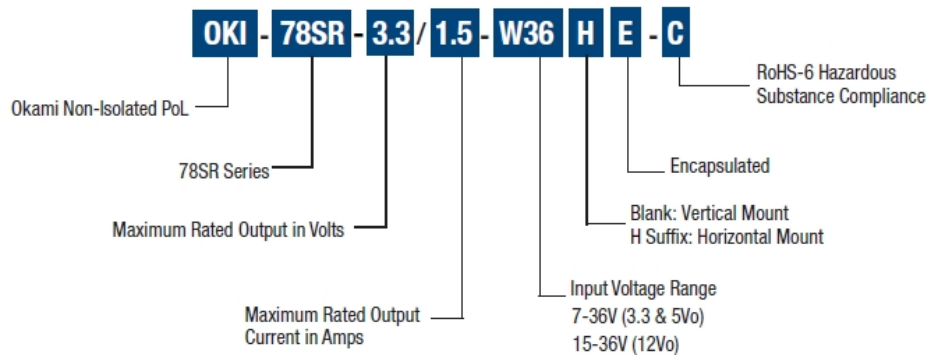 OKI - 78SR - 3.3 / 1.5 - W36 H E - C
RoHS-6 Hazardous
Substance Compliance
Okami Non-Isolated PoL
78SR Series
Encapsulated
Maximum Rated Output in Volts
Blank: Vertical Mount
H Suffix: Horizontal Mount
Maximum Rated Output
Current in Amps
Input Voltage Range
7-36V (3.3 & 5Vo)
15-36V (12Vo)